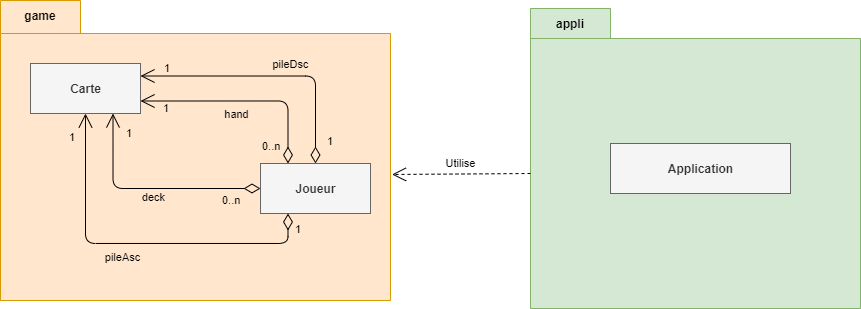 game
appli
pileDsc
1
Carte
hand
1
1
1
0..n
1
Utilise
Application
Joueur
deck
0..n
1
pileAsc